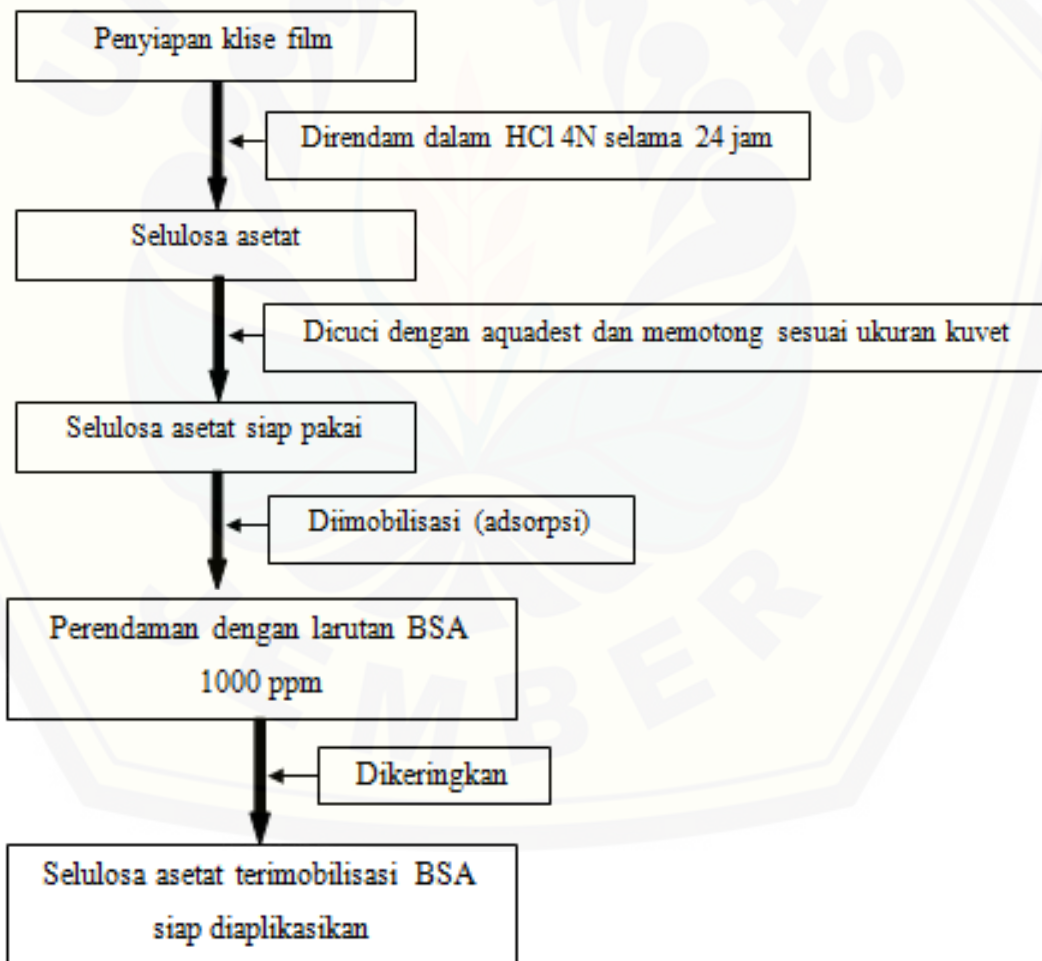 Penyiapan klise film
Direndam dalam HCl 4N selama 24 jam
Selulosa asetat
Dicuci dengan aquadest dan memotong sesuai ukuran kuvet
Selulosa asetat siap pakai
Diimobilisasi (adsorpsi)
Perendaman dengan larutan BSA
1000 ppm
Dikeringkan
Selulosa asetat terimobilisasi BSA
siap diaplikasikan
JEMBER